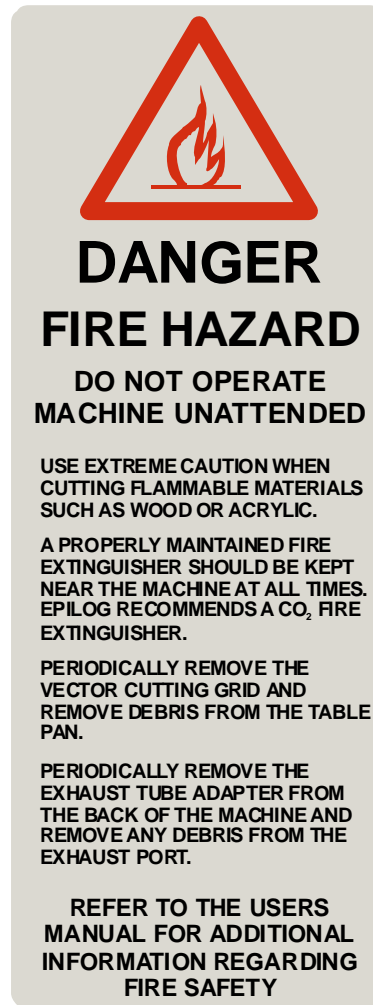 DANGER
FIRE HAZARD
DO NOT OPERATE
MACHINE UNATTENDED
USE EXTREME CAUTION WHEN
CUTTING FLAMMABLE MATERIALS
SUCH AS WOOD OR ACRYLIC.
A PROPERLY MAINTAINED FIRE
EXTINGUISHER SHOULD BE KEPT
NEAR THE MACHINE AT ALL TIMES.
EPILOG RECOMMENDS A CO₂ FIRE
EXTINGUISHER.
PERIODICALLY REMOVE THE
VECTOR CUTTING GRID AND
REMOVE DEBRIS FROM THE TABLE
PAN.
PERIODICALLY REMOVE THE
EXHAUST TUBE ADAPTER FROM
THE BACK OF THE MACHINE AND
REMOVE ANY DEBRIS FROM THE
EXHAUST PORT.
REFER TO THE USERS
MANUAL FOR ADDITIONAL
INFORMATION REGARDING
FIRE SAFETY